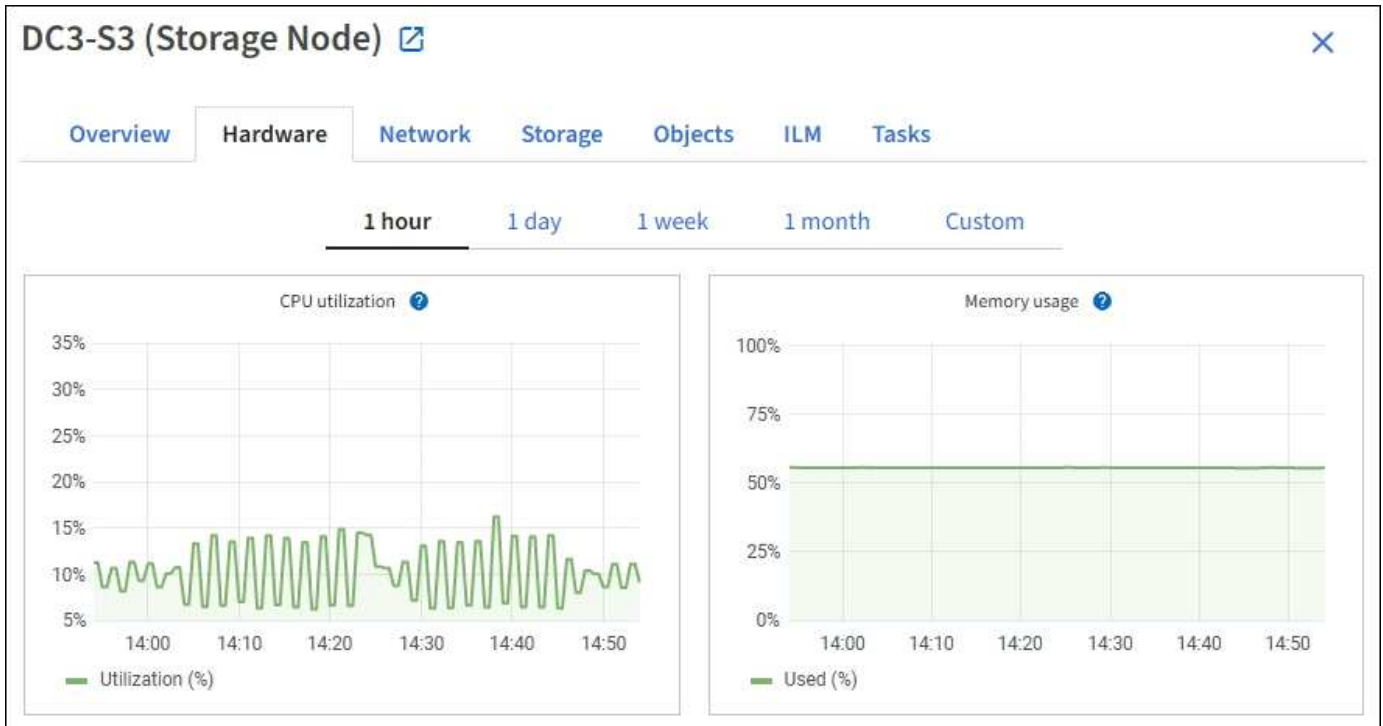 DC3-S3 (Storage Node)
Overview Hardware Network Storage Objects ILM Tasks
1 hour 1 day 1 week 1 month Custom
CPU utilization ?
35%
30%
25%
20%
15%
10%
5%
14:00 14:10 14:20 14:30 14:40 14:50
Utilization (%)
Memory usage ?
100%
75%
50%
25%
0%
14:00 14:10 14:20 14:30 14:40 14:50
Used (%)